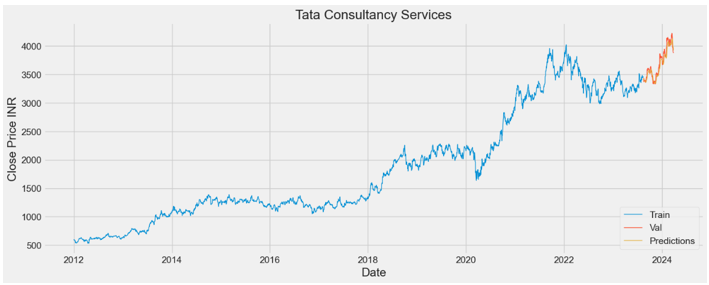 Tata Consultancy Services
Close Price INR
4000
3500
3000
2500
2000
1500
1000
500
2012 2014 2016 2018 2020 2022 2024
Date
Train
Val
Predictions